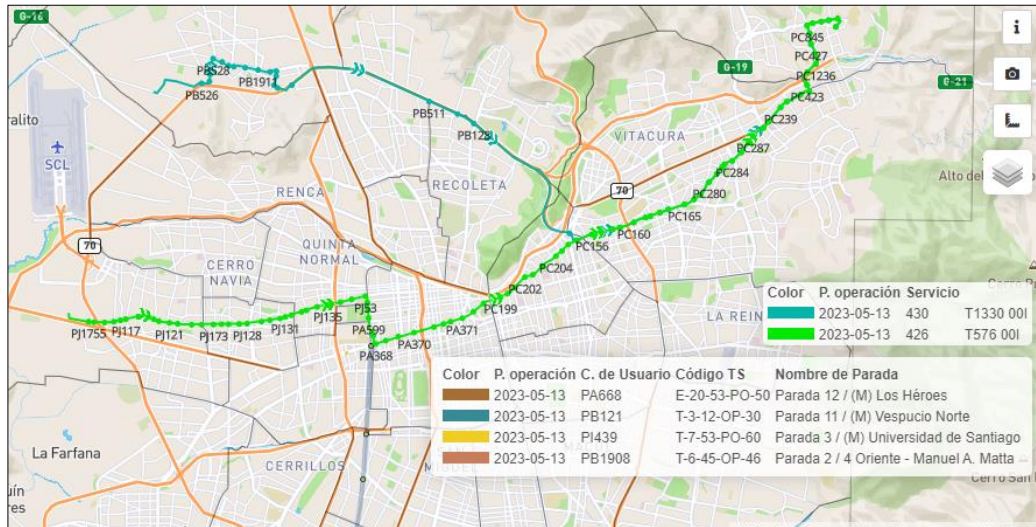 G-16
PB528
PB1911
PB526
ralito
SCL
PB511
PB128
RENCA
RECOLETA
VITACURA
G-19
G-21
PC845
PC427
PC1236
PC423
PC239
PC287
PC284
PC280
PC165
PC160
PC156
PC204
PC202
PC199
70
70
Alto del
QUINTA
NORMAL
CERRO
NAVIA
PJ1755
PJ117
PJ121
PJ173
PJ128
PJ131
PJ135
PJ53
PA599
PA368
PA370
PA371
LA REIN
Color P. operación Servicio
2023-05-13 430 T1330 00I
2023-05-13 426 T576 00I
Color P. operación C. de Usuario Código TS Nombre de Parada
2023-05-13 PA668 E-20-53-PO-50 Parada 12 / (M) Los Héroes
2023-05-13 PB121 T-3-12-OP-30 Parada 11 / (M) Vespucio Norte
2023-05-13 PI439 T-7-53-PO-60 Parada 3 / (M) Universidad de Santiago
2023-05-13 PB1908 T-6-45-OP-46 Parada 2 / 4 Oriente - Manuel A. Matta
La Farfana
CERRILLOS
Cerro San
uín
res